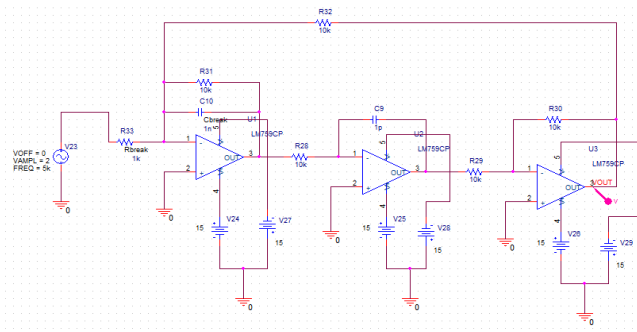 R32
10k
R31
10k
C10
Cbreak
1n
U1
LM759CP
R33
Rbreak
1k
V23
VOFF = 0
VAMPL = 2
FREQ = 5k
0
1
2
5
4
3
OUT
V+
V-
0
V24
15
V27
15
0
R28
10k
C9
1p
U2
LM759CP
1
2
5
4
3
OUT
0
V25
15
V28
15
0
R29
10k
R30
10k
U3
LM759CP
1
2
5
4
3
OUT
VOUT
V
0
V26
15
V29
15
0